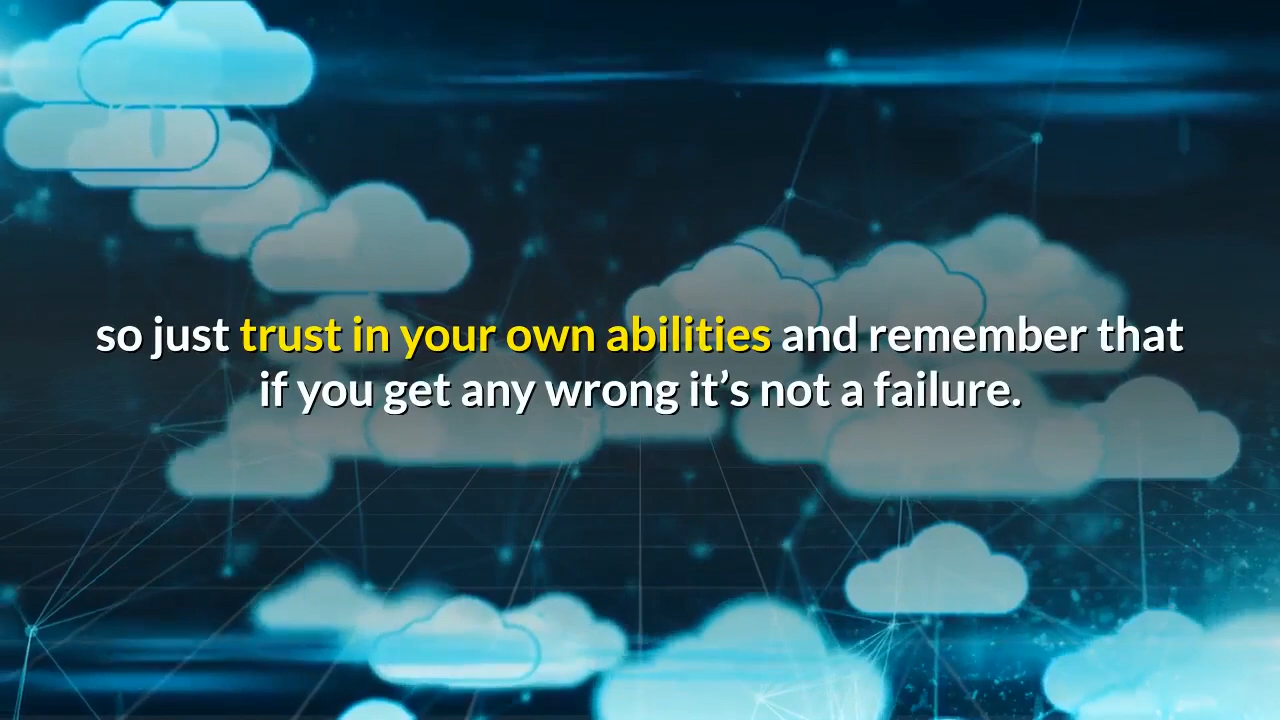 so just trust in your own abilities and remember that
if you get any wrong it’s not a failure.